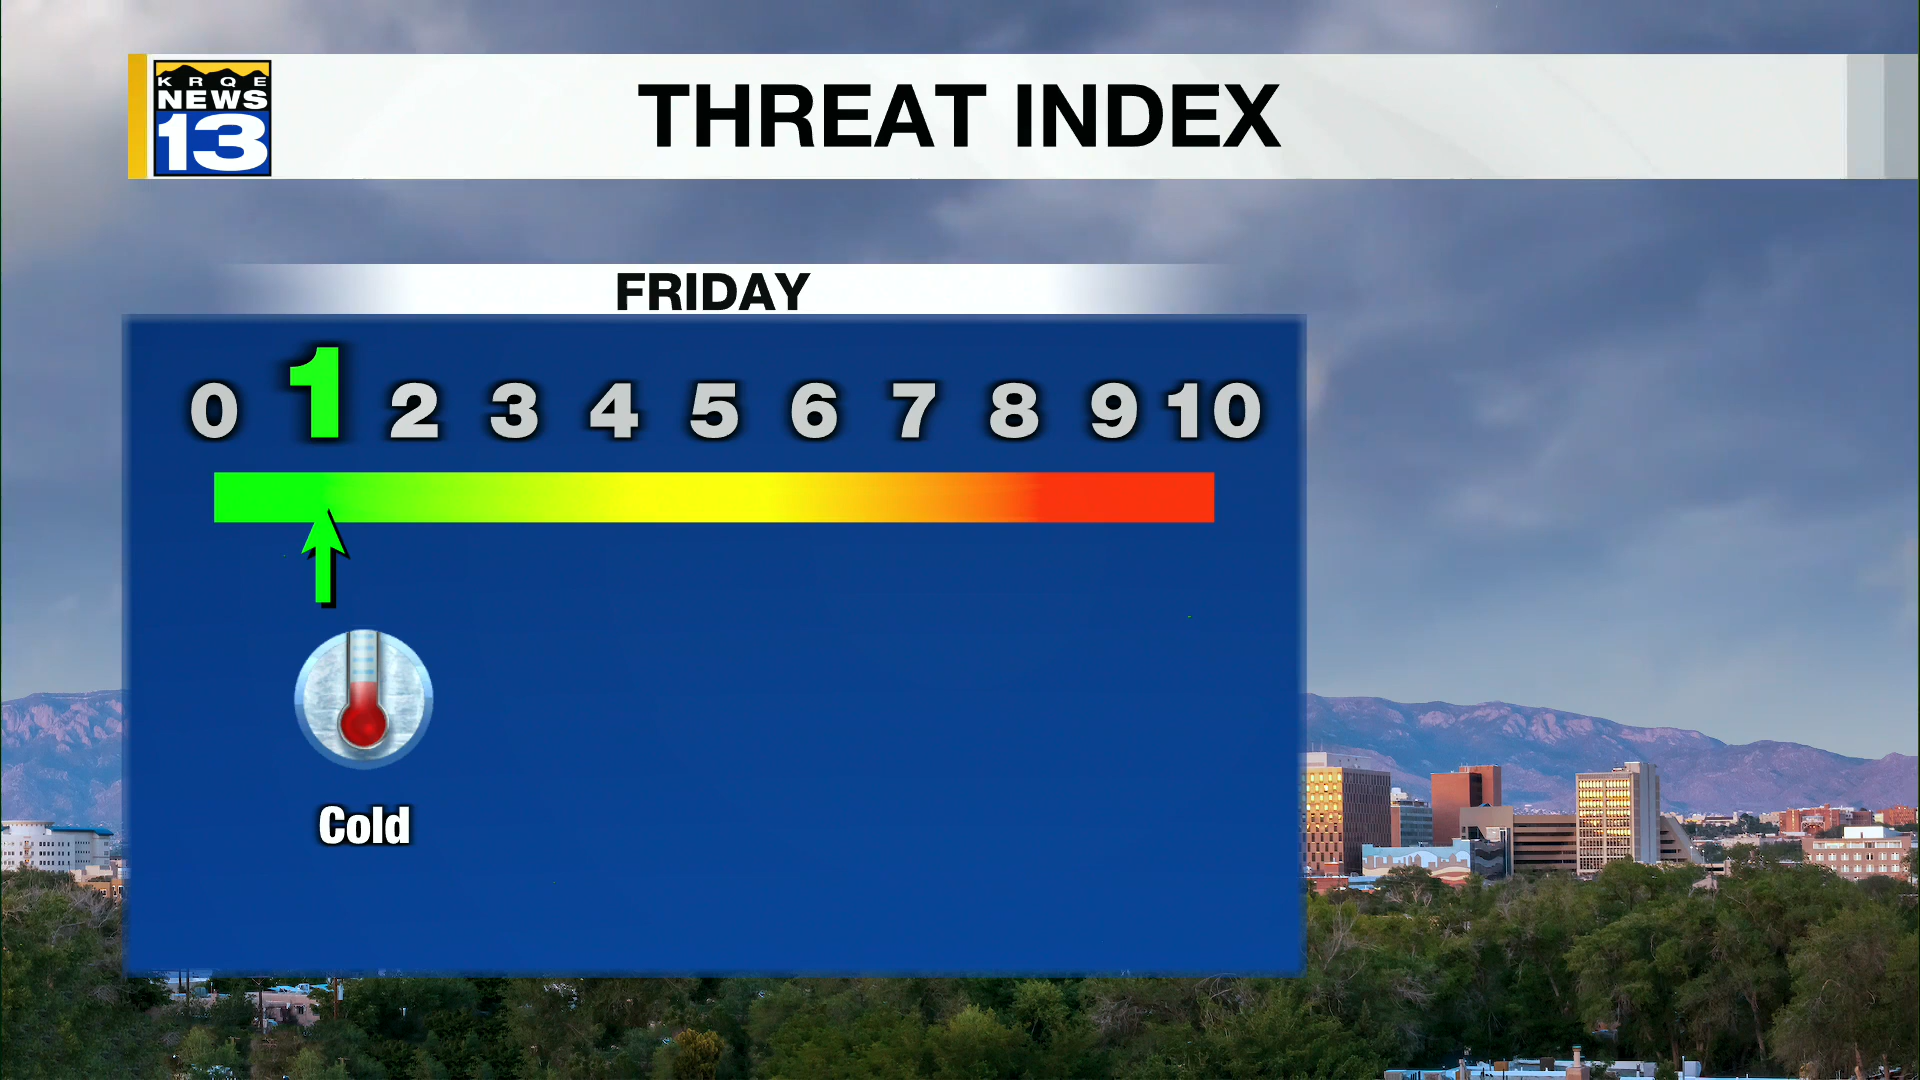 KRQE
NEWS
13
THREAT INDEX
FRIDAY
0 1 2 3 4 5 6 7 8 9 10
Cold